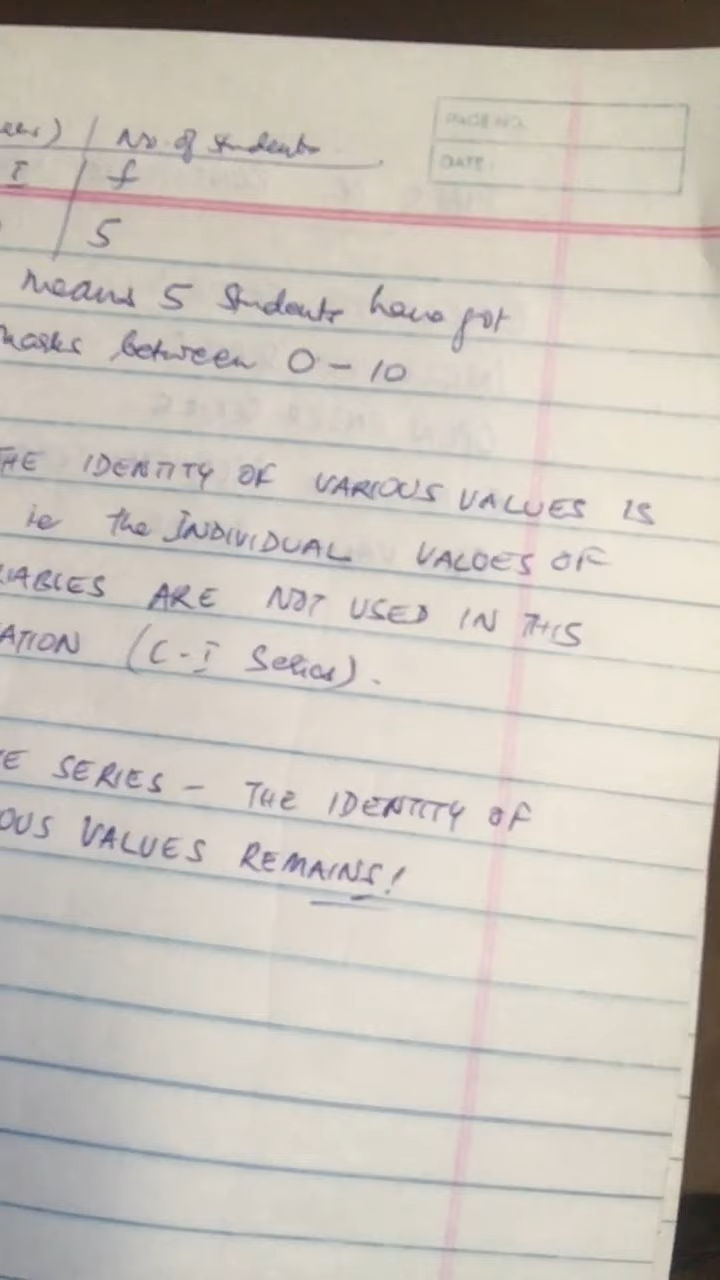 No. of students
I | f
5
means 5 students have got
marks between 0 - 10
THE IDENTITY OF VARIOUS VALUES IS
ie the INDIVIDUAL VALUES OF
RIABLES ARE NOT USED IN THIS
ATION (C-I Series).
E SERIES - THE IDENTITY OF
OUS VALUES REMAINS!
PAGE NO.
DATE: